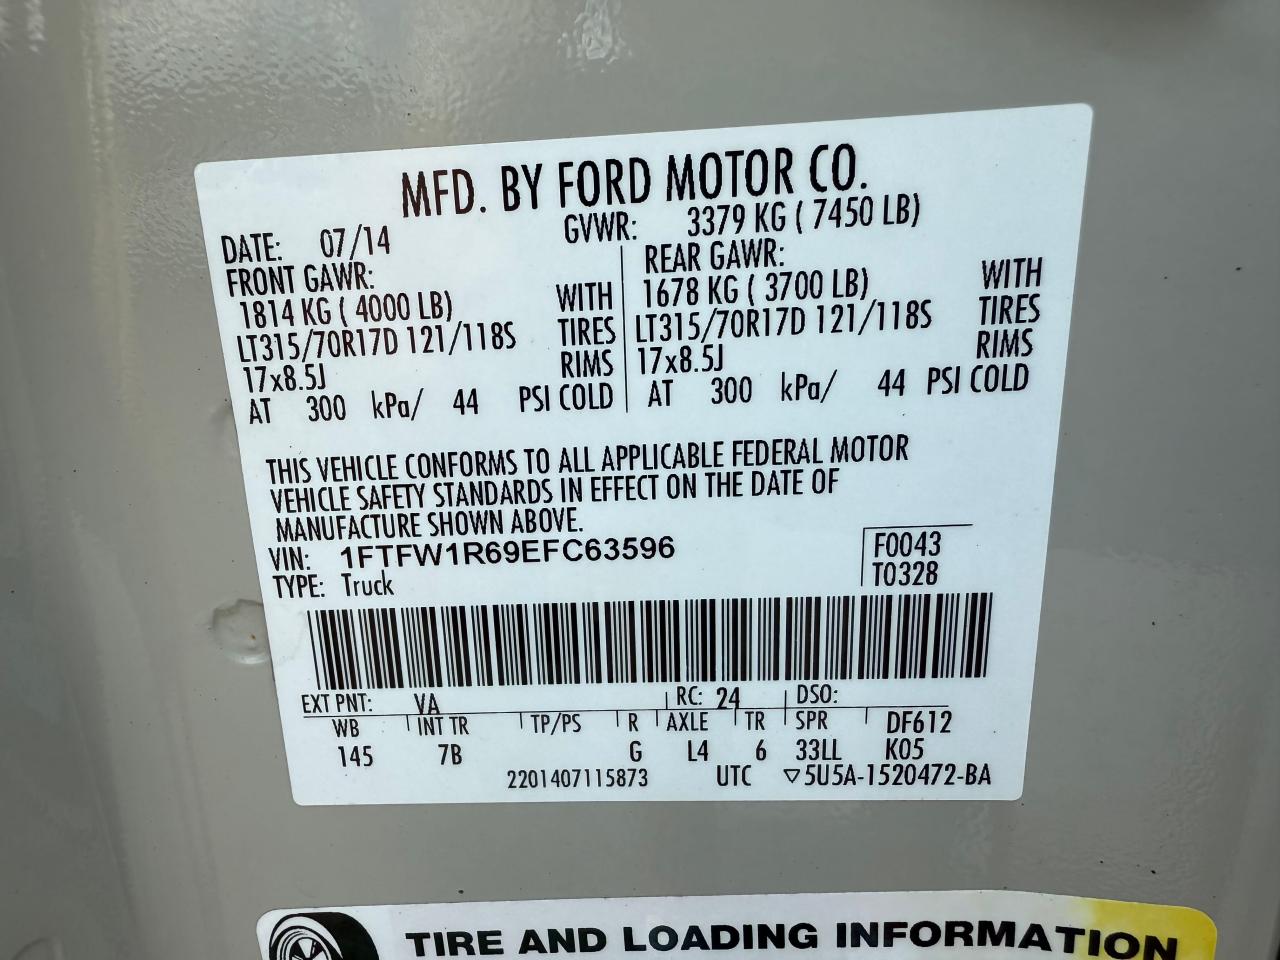 MFD. BY FORD MOTOR CO.
DATE: 07/14 GVWR: 3379 KG ( 7450 LB)
FRONT GAWR: REAR GAWR:
1814 KG ( 4000 LB) WITH 1678 KG ( 3700 LB) WITH
LT315/70R17D 121/118S TIRES LT315/70R17D 121/118S TIRES
17x8.5J RIMS 17x8.5J RIMS
AT 300 kPa/ 44 PSI COLD AT 300 kPa/ 44 PSI COLD
THIS VEHICLE CONFORMS TO ALL APPLICABLE FEDERAL MOTOR
VEHICLE SAFETY STANDARDS IN EFFECT ON THE DATE OF
MANUFACTURE SHOWN ABOVE.
VIN: 1FTFW1R69EFC63596 F0043
TYPE: Truck T0328
EXT PNT: VA RC: 24 DSO:
WB INT TR TP/PS R AXLE TR SPR DF612
145 7B G L4 6 33LL K05
2201407115873 UTC ▽5U5A-1520472-BA
TIRE AND LOADING INFORMATION